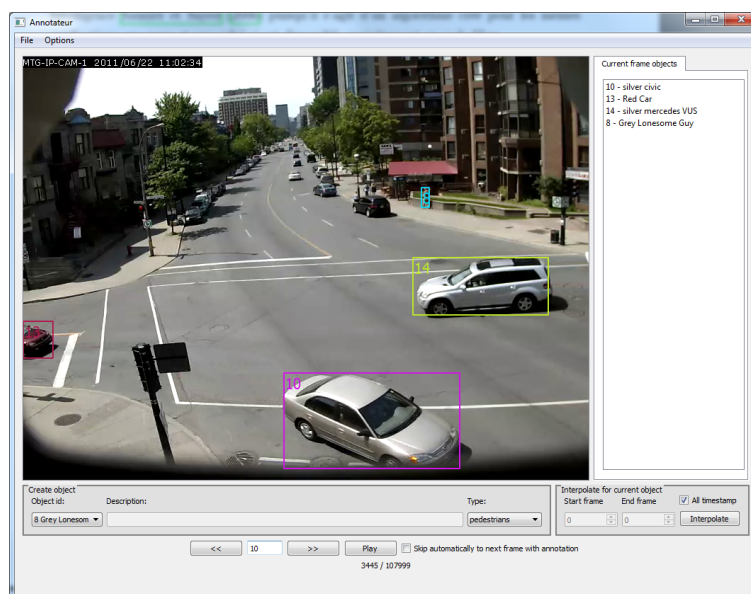 Annotateur
File Options
MTG-IP-CAM-1 2011/06/22 11:02:34
Current frame objects
10 - silver civic
13 - Red Car
14 - silver mercedes VUS
8 - Grey Lonesome Guy
14
10
Create object
Object id: Description: Type:
8 Grey Lonesom pedestrians
Interpolate for current object
Start frame End frame All timestamp
0 0 Interpolate
<< 10 >> Play Skip automatically to next frame with annotation
3445 / 107999